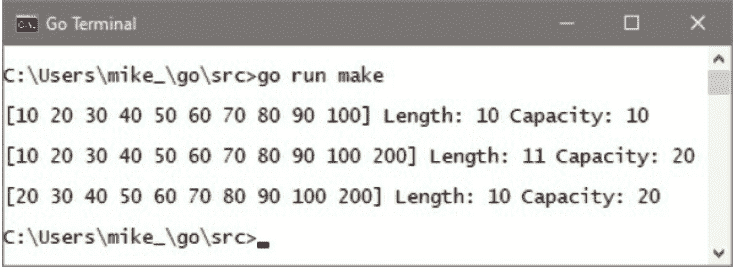 Go Terminal
C:\Users\mike_\go\src>go run make
[10 20 30 40 50 60 70 80 90 100] Length: 10 Capacity: 10
[10 20 30 40 50 60 70 80 90 100 200] Length: 11 Capacity: 20
[20 30 40 50 60 70 80 90 100 200] Length: 10 Capacity: 20
C:\Users\mike_\go\src>